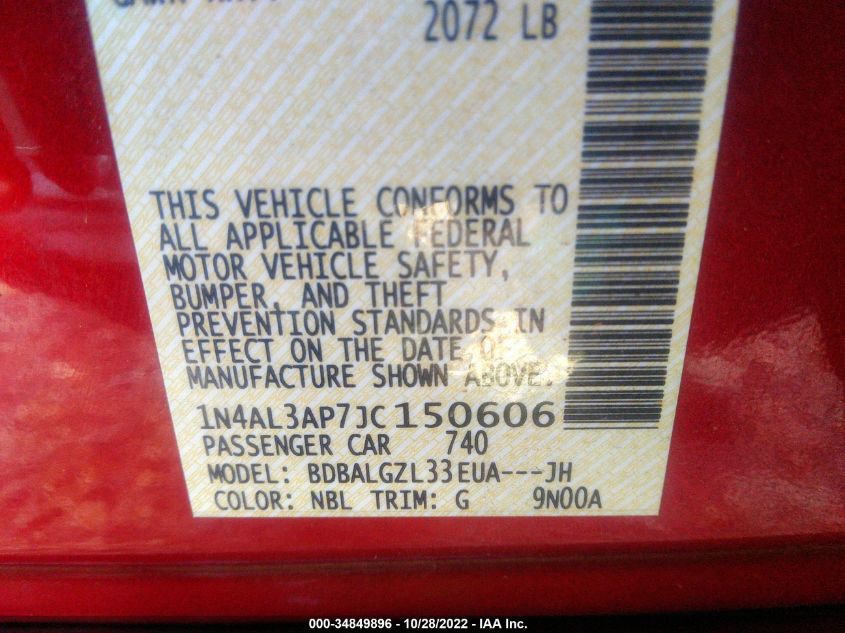 2072 LB
THIS VEHICLE CONFORMS TO
ALL APPLICABLE FEDERAL
MOTOR VEHICLE SAFETY,
BUMPER, AND THEFT
PREVENTION STANDARDS IN
EFFECT ON THE DATE O
MANUFACTURE SHOWN ABOVE.
1N4AL3AP7JC150606
PASSENGER CAR 740
MODEL: BDBALGZL33EUA---JH
COLOR: NBL TRIM: G 9N00A
000-34849896 - 10/28/2022 - IAA Inc.